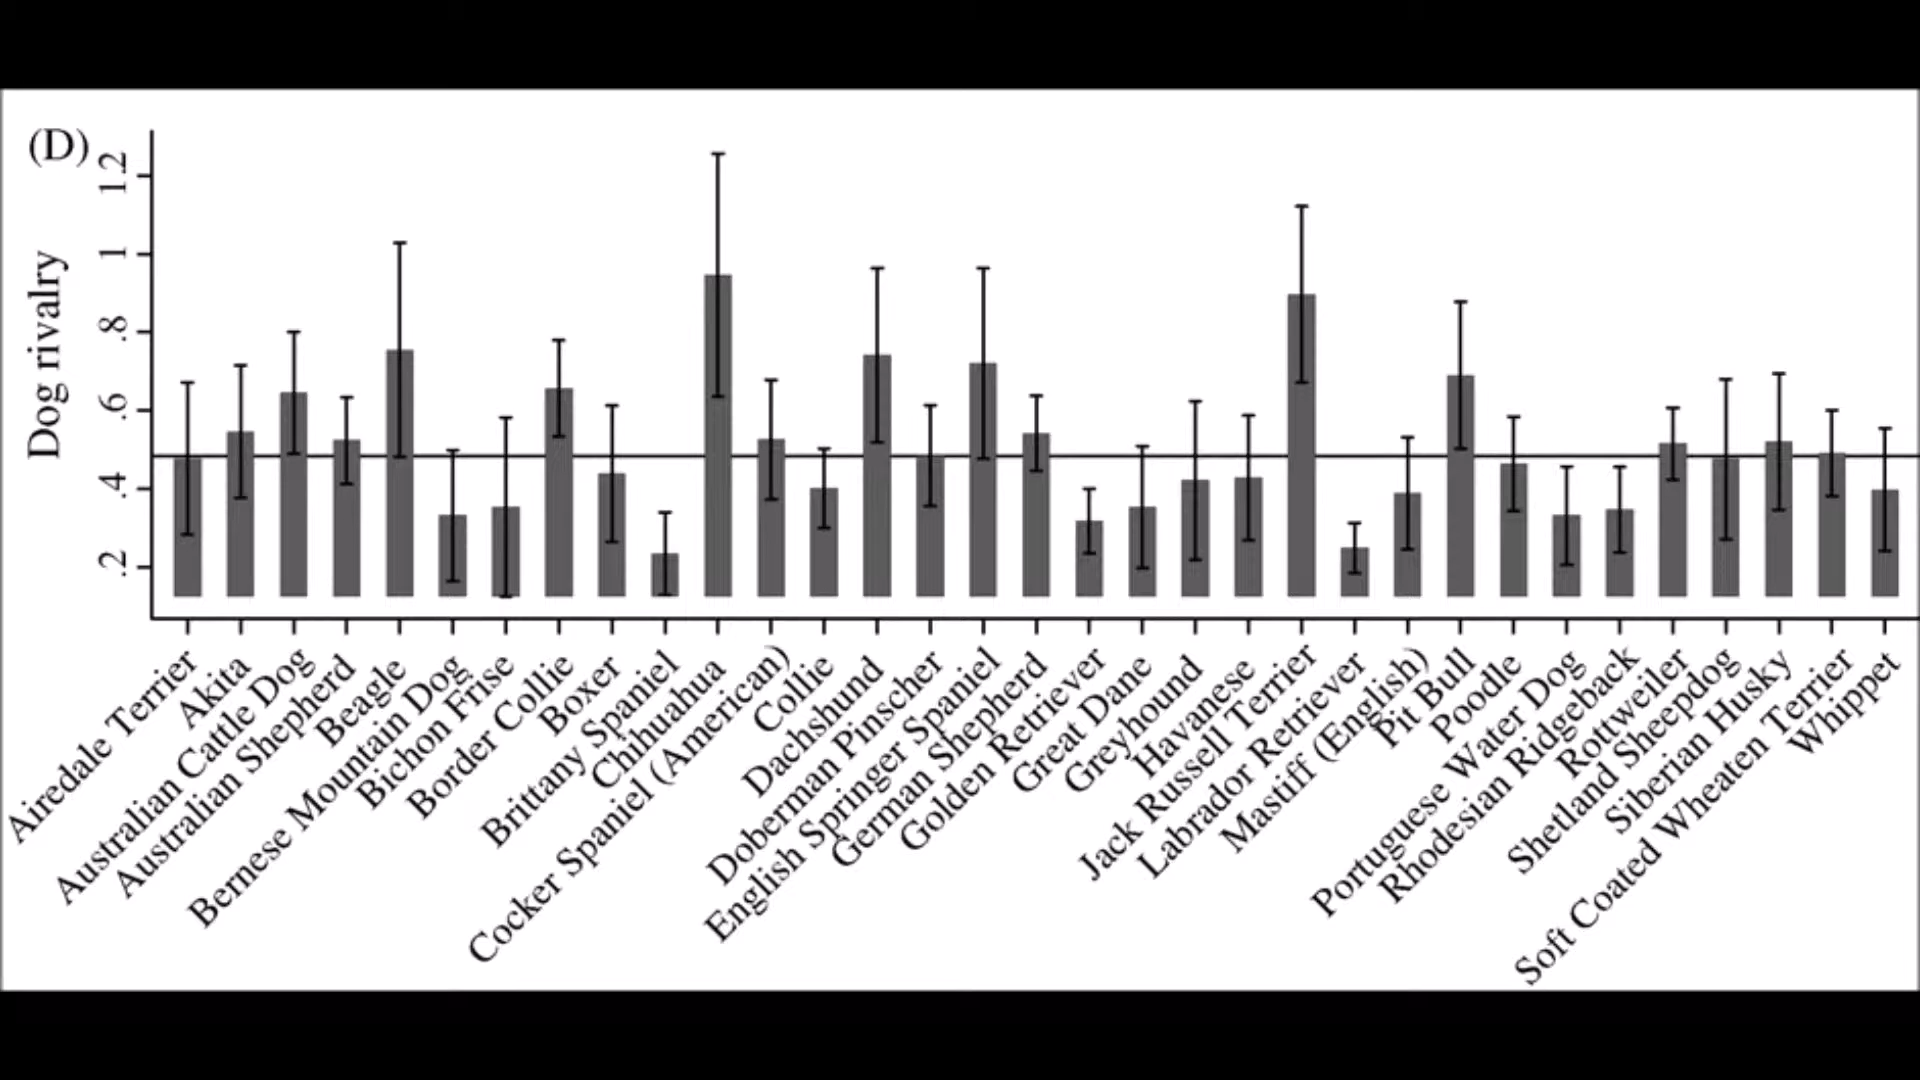 (D)
Dog rivalry
1.2
1
.8
.6
.4
.2
Airedale Terrier
Akita
Australian Cattle Dog
Australian Shepherd
Beagle
Bernese Mountain Dog
Bichon Frise
Border Collie
Boxer
Brittany Spaniel
Chihuahua
Cocker Spaniel (American)
Collie
Dachshund
Doberman Pinscher
English Springer Spaniel
German Shepherd
Golden Retriever
Great Dane
Greyhound
Havanese
Jack Russell Terrier
Labrador Retriever
Mastiff (English)
Pit Bull
Poodle
Portuguese Water Dog
Rhodesian Ridgeback
Rottweiler
Shetland Sheepdog
Siberian Husky
Soft Coated Wheaten Terrier
Whippet